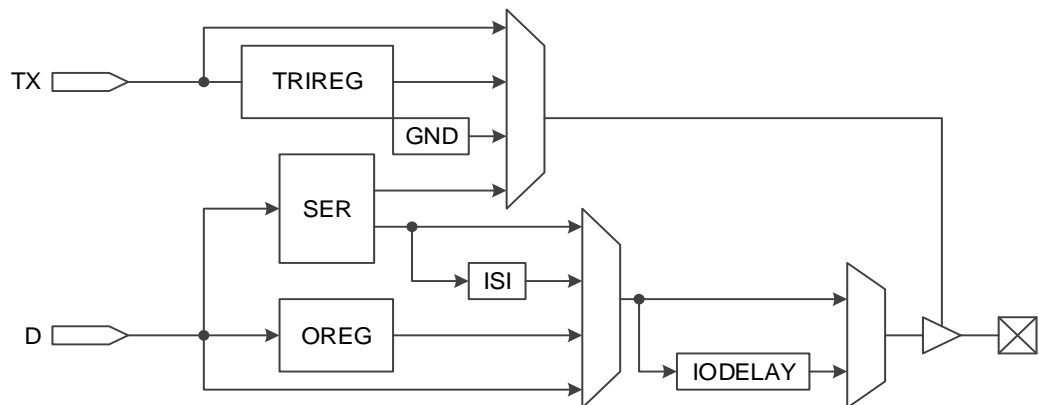 TX
TRIREG
GND
SER
ISI
D
OREG
IODELAY